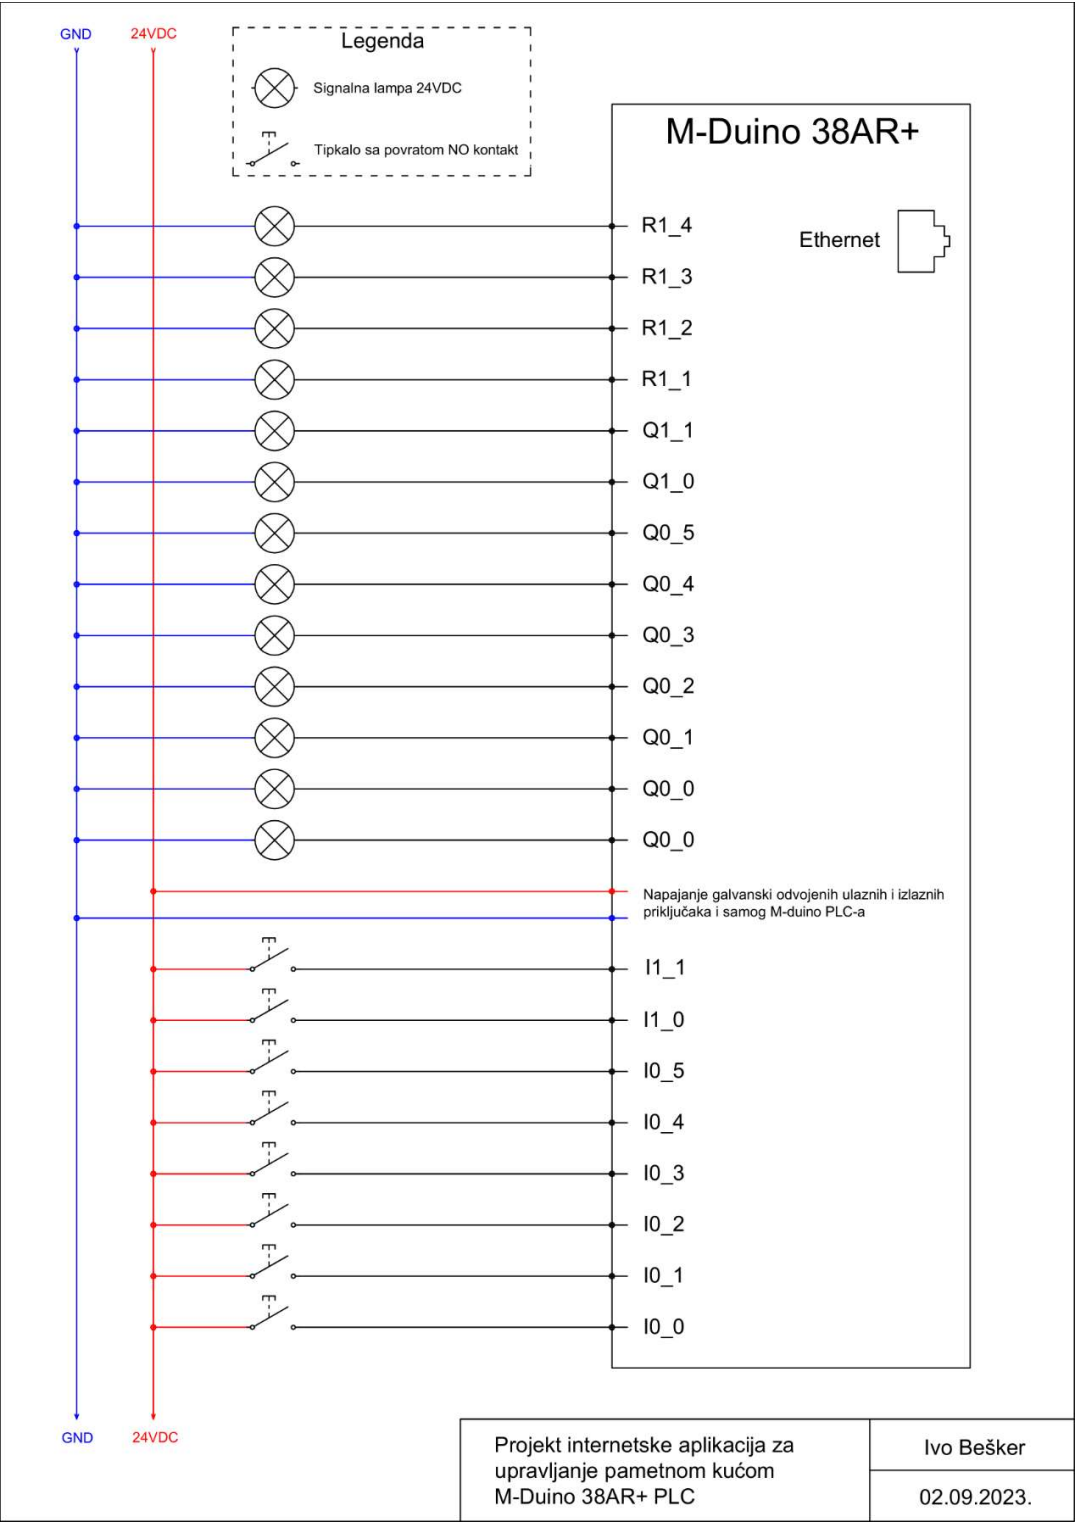 GND
24VDC
Legenda
Signalna lampa 24VDC
Tipkalo sa povratom NO kontakt
M-Duino 38AR+
Ethernet
R1_4
R1_3
R1_2
R1_1
Q1_1
Q1_0
Q0_5
Q0_4
Q0_3
Q0_2
Q0_1
Q0_0
Q0_0
Napajanje galvanski odvojenih ulaznih i izlaznih
priključaka i samog M-duino PLC-a
I1_1
I1_0
I0_5
I0_4
I0_3
I0_2
I0_1
I0_0
GND
24VDC
Projekt internetske aplikacija za
upravljanje pametnom kućom
M-Duino 38AR+ PLC
Ivo Bešker
02.09.2023.